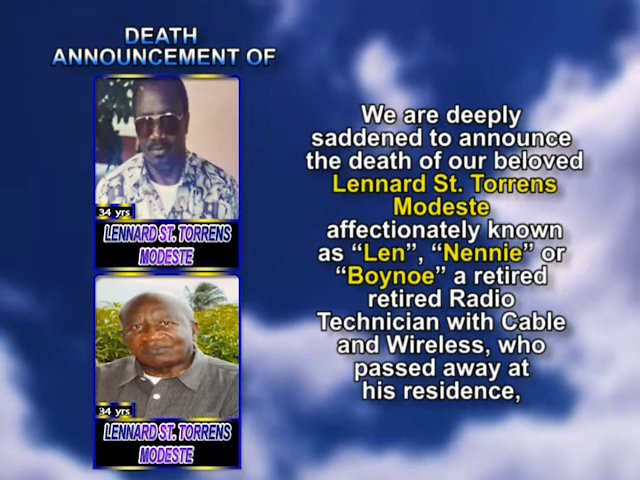 DEATH
ANNOUNCEMENT OF
34 yrs
LENNARD ST. TORRENS
MODESTE
34 yrs
LENNARD ST. TORRENS
MODESTE
We are deeply
saddened to announce
the death of our beloved
Lennard St. Torrens
Modeste
affectionately known
as “Len”, “Nennie” or
“Boynoe” a retired
retired Radio
Technician with Cable
and Wireless, who
passed away at
his residence,